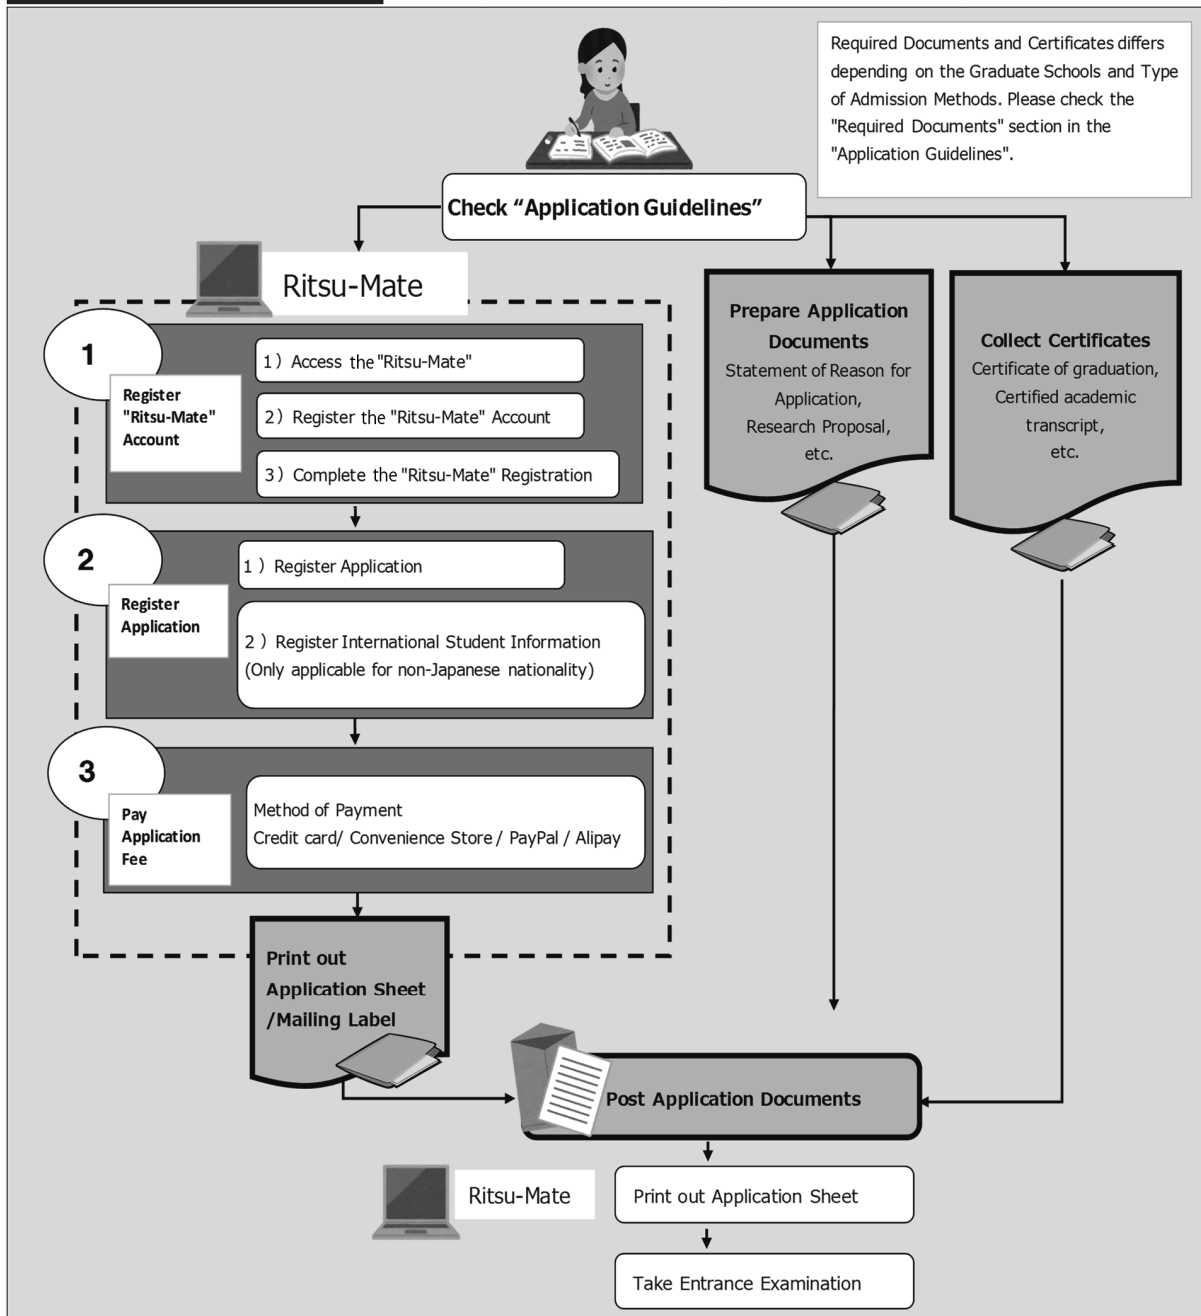 Required Documents and Certificates differs
depending on the Graduate Schools and Type
of Admission Methods. Please check the
"Required Documents" section in the
"Application Guidelines".
Check “Application Guidelines”
Ritsu-Mate
1
Register
"Ritsu-Mate"
Account
1）Access the "Ritsu-Mate"
2）Register the "Ritsu-Mate" Account
3）Complete the "Ritsu-Mate" Registration
2
Register
Application
1 ）Register Application
2 ）Register International Student Information
(Only applicable for non-Japanese nationality)
3
Pay
Application
Fee
Method of Payment
Credit card/ Convenience Store / PayPal / Alipay
Print out
Application Sheet
/Mailing Label
Prepare Application
Documents
Statement of Reason for
Application,
Research Proposal,
etc.
Collect Certificates
Certificate of graduation,
Certified academic
transcript,
etc.
Post Application Documents
Ritsu-Mate
Print out Application Sheet
Take Entrance Examination